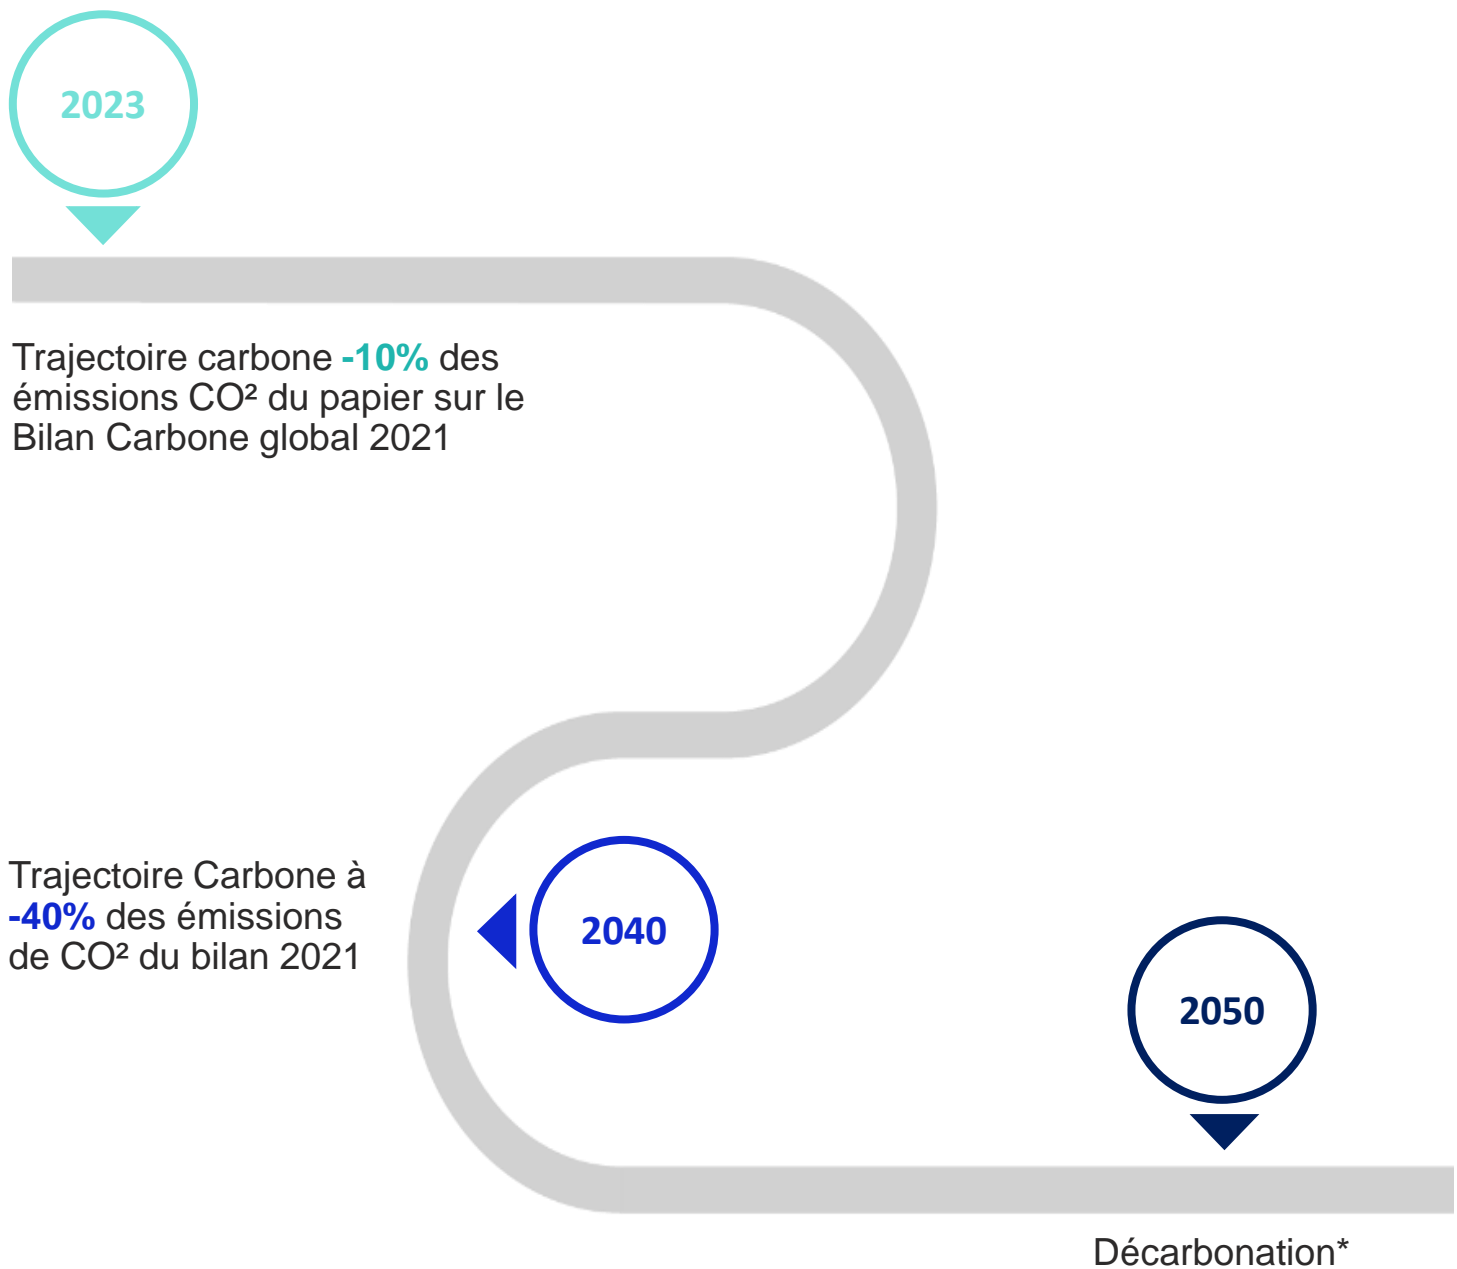 2023
Trajectoire carbone -10% des
émissions CO² du papier sur le
Bilan Carbone global 2021
Trajectoire Carbone à
-40% des émissions
de CO² du bilan 2021
2040
2050
Décarbonation*